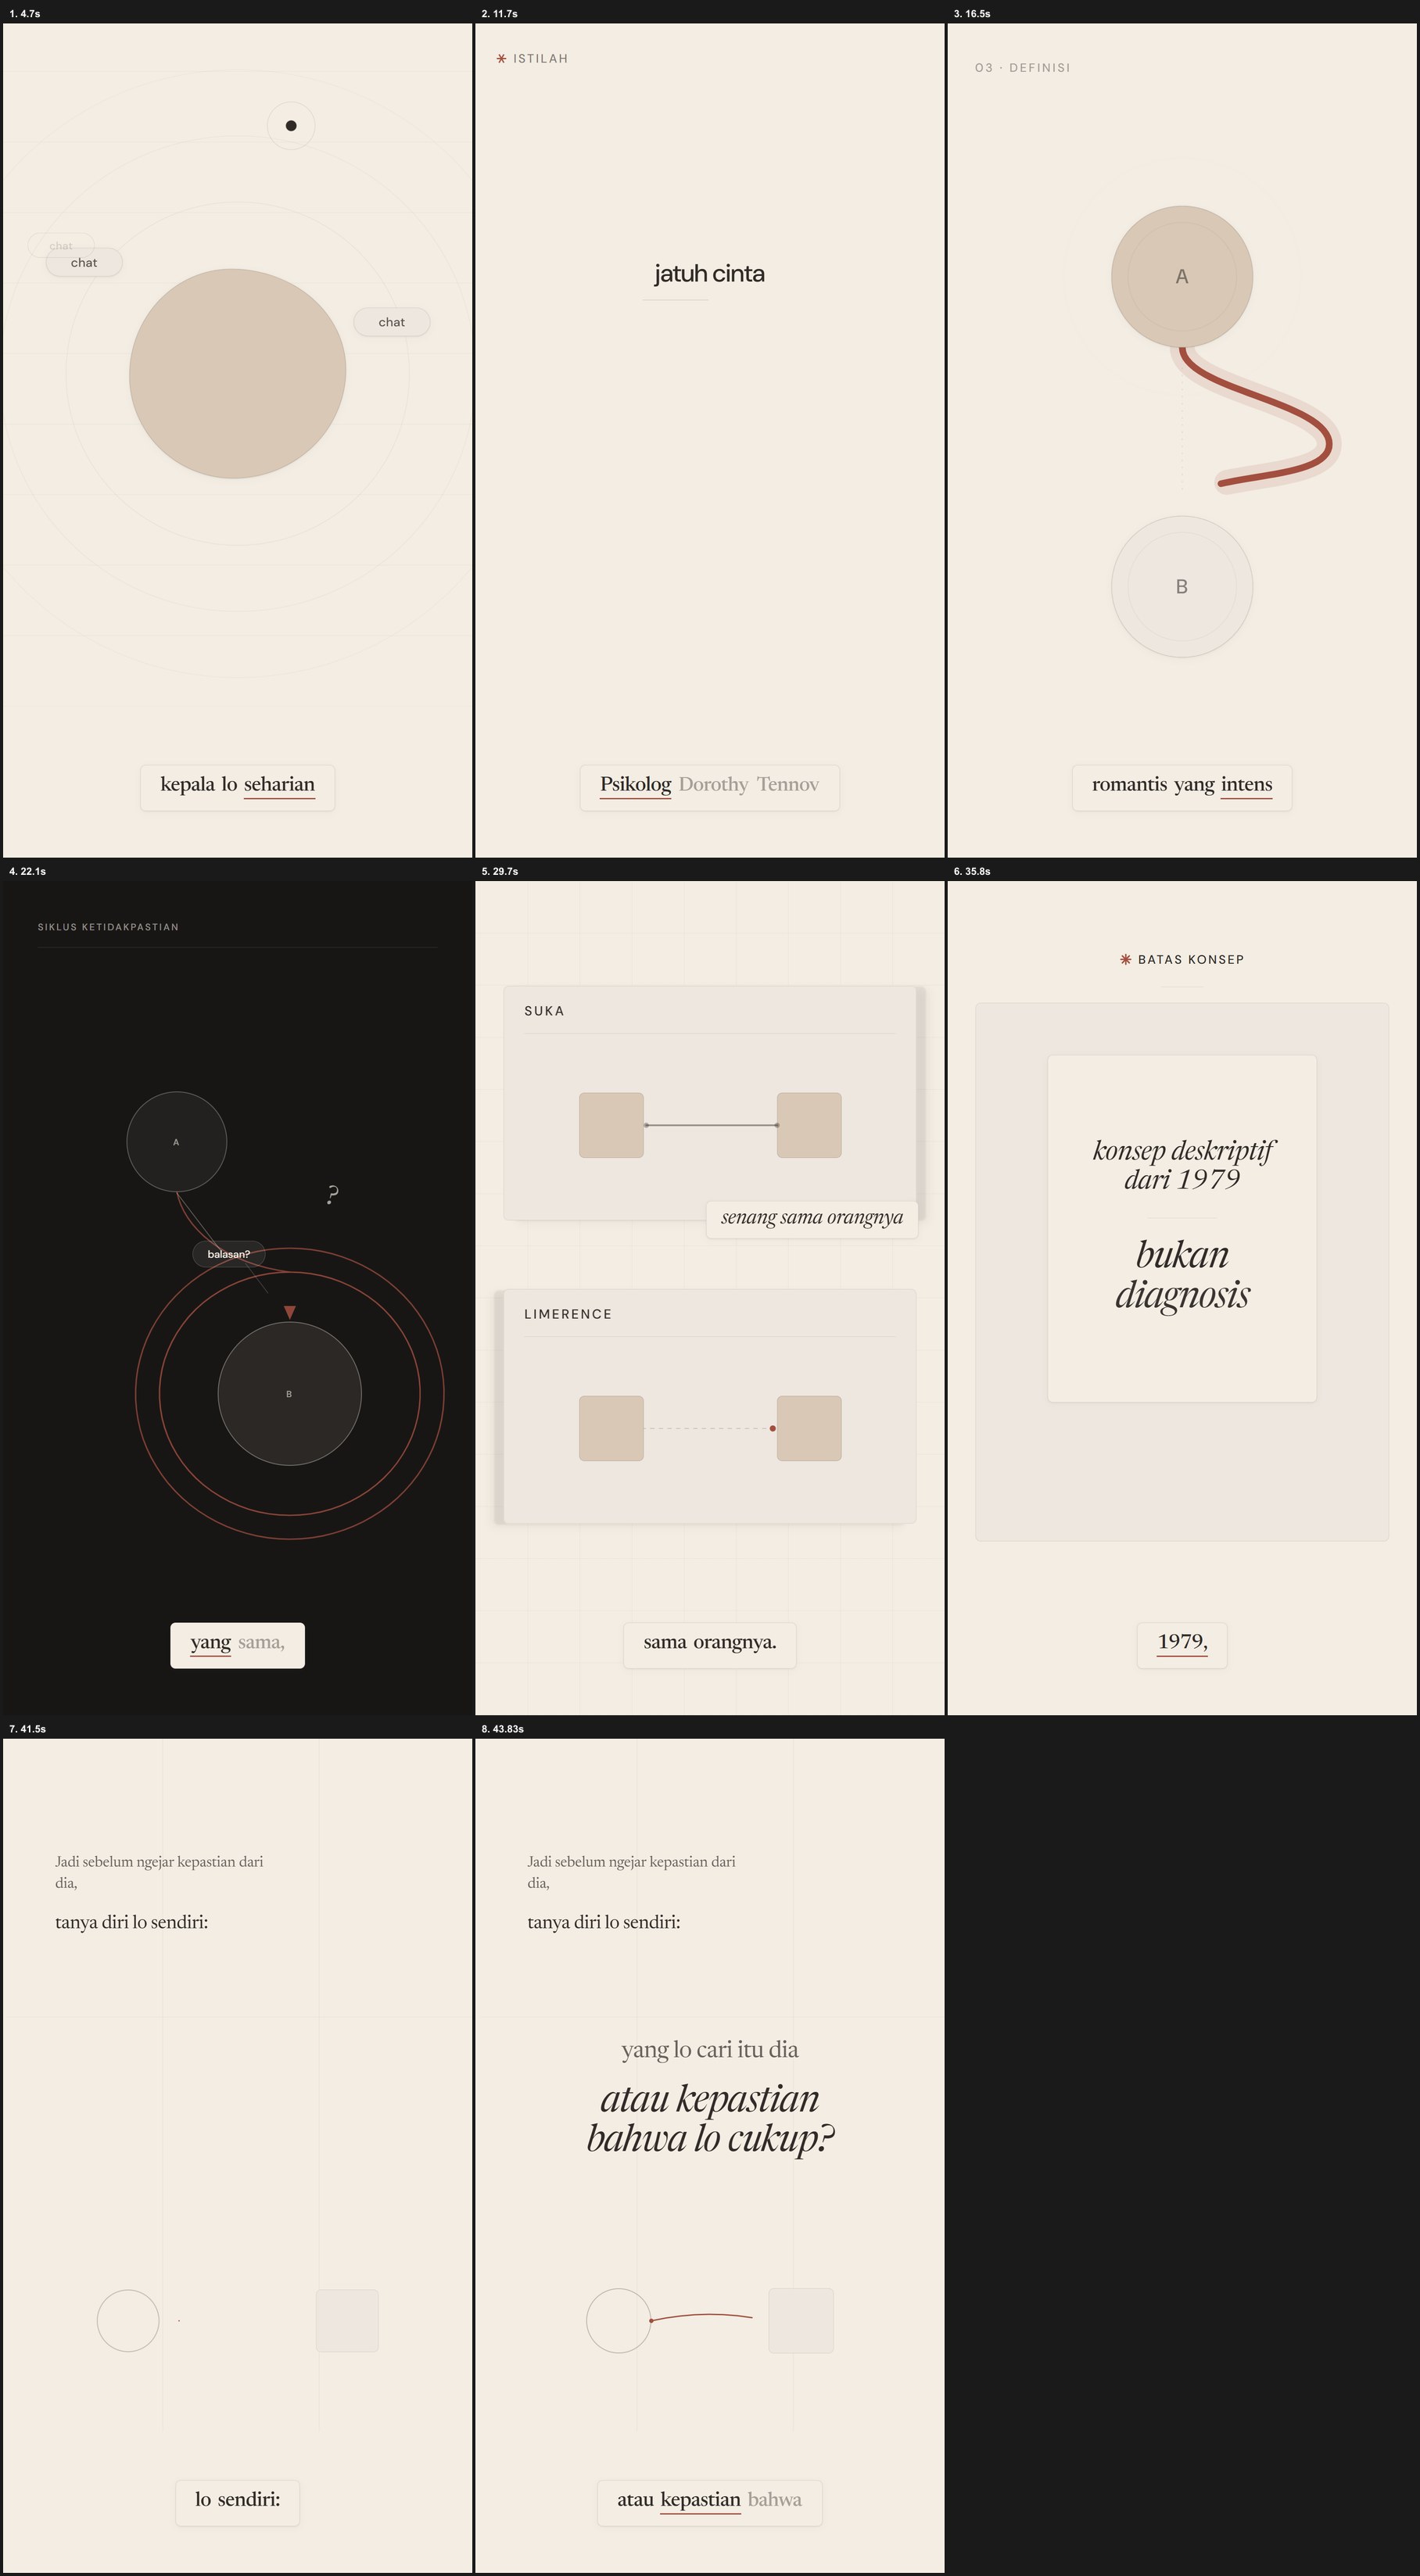 1. 4.7s
chat
chat
chat
kepala lo seharian
2. 11.7s
* ISTILAH
jatuh cinta
Psikolog Dorothy Tennov
3. 16.5s
03 · DEFINISI
A
B
romantis yang intens
4. 22.1s
SIKLUS KETIDAKPASTIAN
A
?
balasan?
B
yang sama,
5. 29.7s
SUKA
senang sama orangnya
LIMERENCE
sama orangnya.
6. 35.8s
* BATAS KONSEP
konsep deskriptif
dari 1979
bukan
diagnosis
1979,
7. 41.5s
Jadi sebelum ngejar kepastian dari
dia,
tanya diri lo sendiri:
lo sendiri:
8. 43.83s
Jadi sebelum ngejar kepastian dari
dia,
tanya diri lo sendiri:
yang lo cari itu dia
atau kepastian
bahwa lo cukup?
atau kepastian bahwa